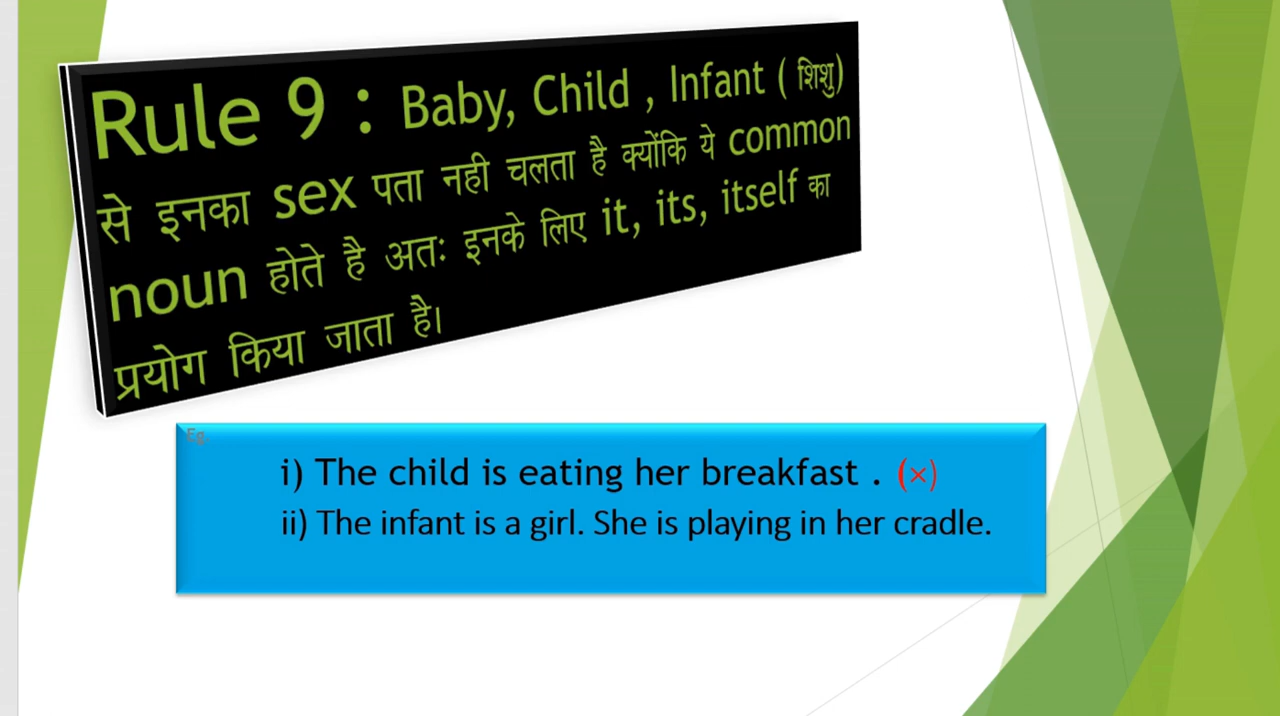 Rule 9 : Baby, Child , Infant ( शिशु)
से इनका sex पता नही चलता है क्योंकि ये common
noun होते है अतः इनके लिए it, its, itself का
प्रयोग किया जाता है।
Eg.
i) The child is eating her breakfast . (×)
ii) The infant is a girl. She is playing in her cradle.